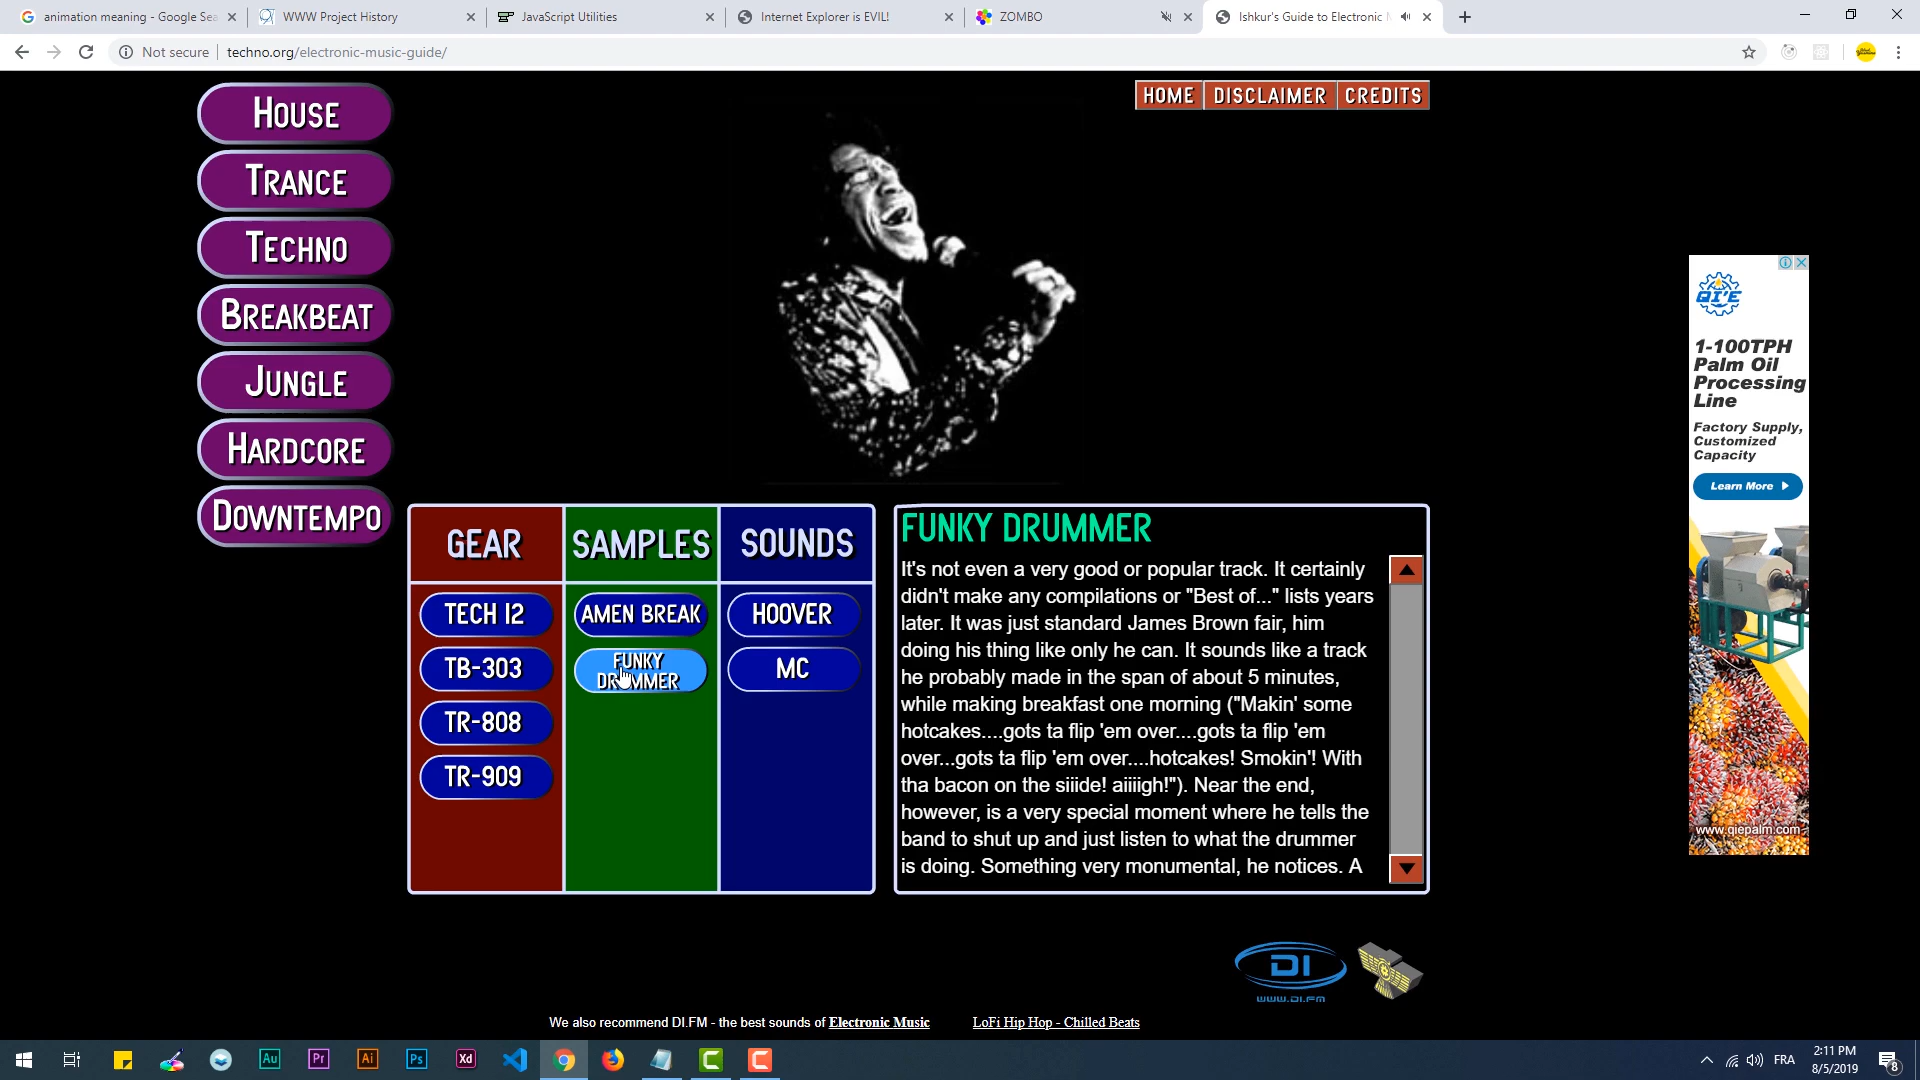 animation meaning - Google Sea
WWW Project History
JavaScript Utilities
Internet Explorer is EVIL!
ZOMBO
Ishkur's Guide to Electronic M
Not secure
techno.org/electronic-music-guide/
HOME
DISCLAIMER
CREDITS
HOUSE
TRANCE
TECHNO
BREAKBEAT
JUNGLE
HARDCORE
DOWNTEMPO
GEAR
SAMPLES
SOUNDS
TECH 12
TB-303
TR-808
TR-909
AMEN BREAK
FUNKY
DRUMMER
HOOVER
MC
FUNKY DRUMMER
It's not even a very good or popular track. It certainly
didn't make any compilations or "Best of..." lists years
later. It was just standard James Brown fair, him
doing his thing like only he can. It sounds like a track
he probably made in the span of about 5 minutes,
while making breakfast one morning ("Makin' some
hotcakes....gots ta flip 'em over....gots ta flip 'em
over...gots ta flip 'em over....hotcakes! Smokin'! With
tha bacon on the siiide! aiiiigh!"). Near the end,
however, is a very special moment where he tells the
band to shut up and just listen to what the drummer
is doing. Something very monumental, he notices. A
QI'E
1-100TPH
Palm Oil
Processing
Line
Factory Supply,
Customized
Capacity
Learn More
www.qiepalm.com
DI
WWW.DI.FM
We also recommend DI.FM - the best sounds of Electronic Music
LoFi Hip Hop - Chilled Beats
Au
Pr
Ai
Ps
Xd
FRA
2:11 PM
8/5/2019
8